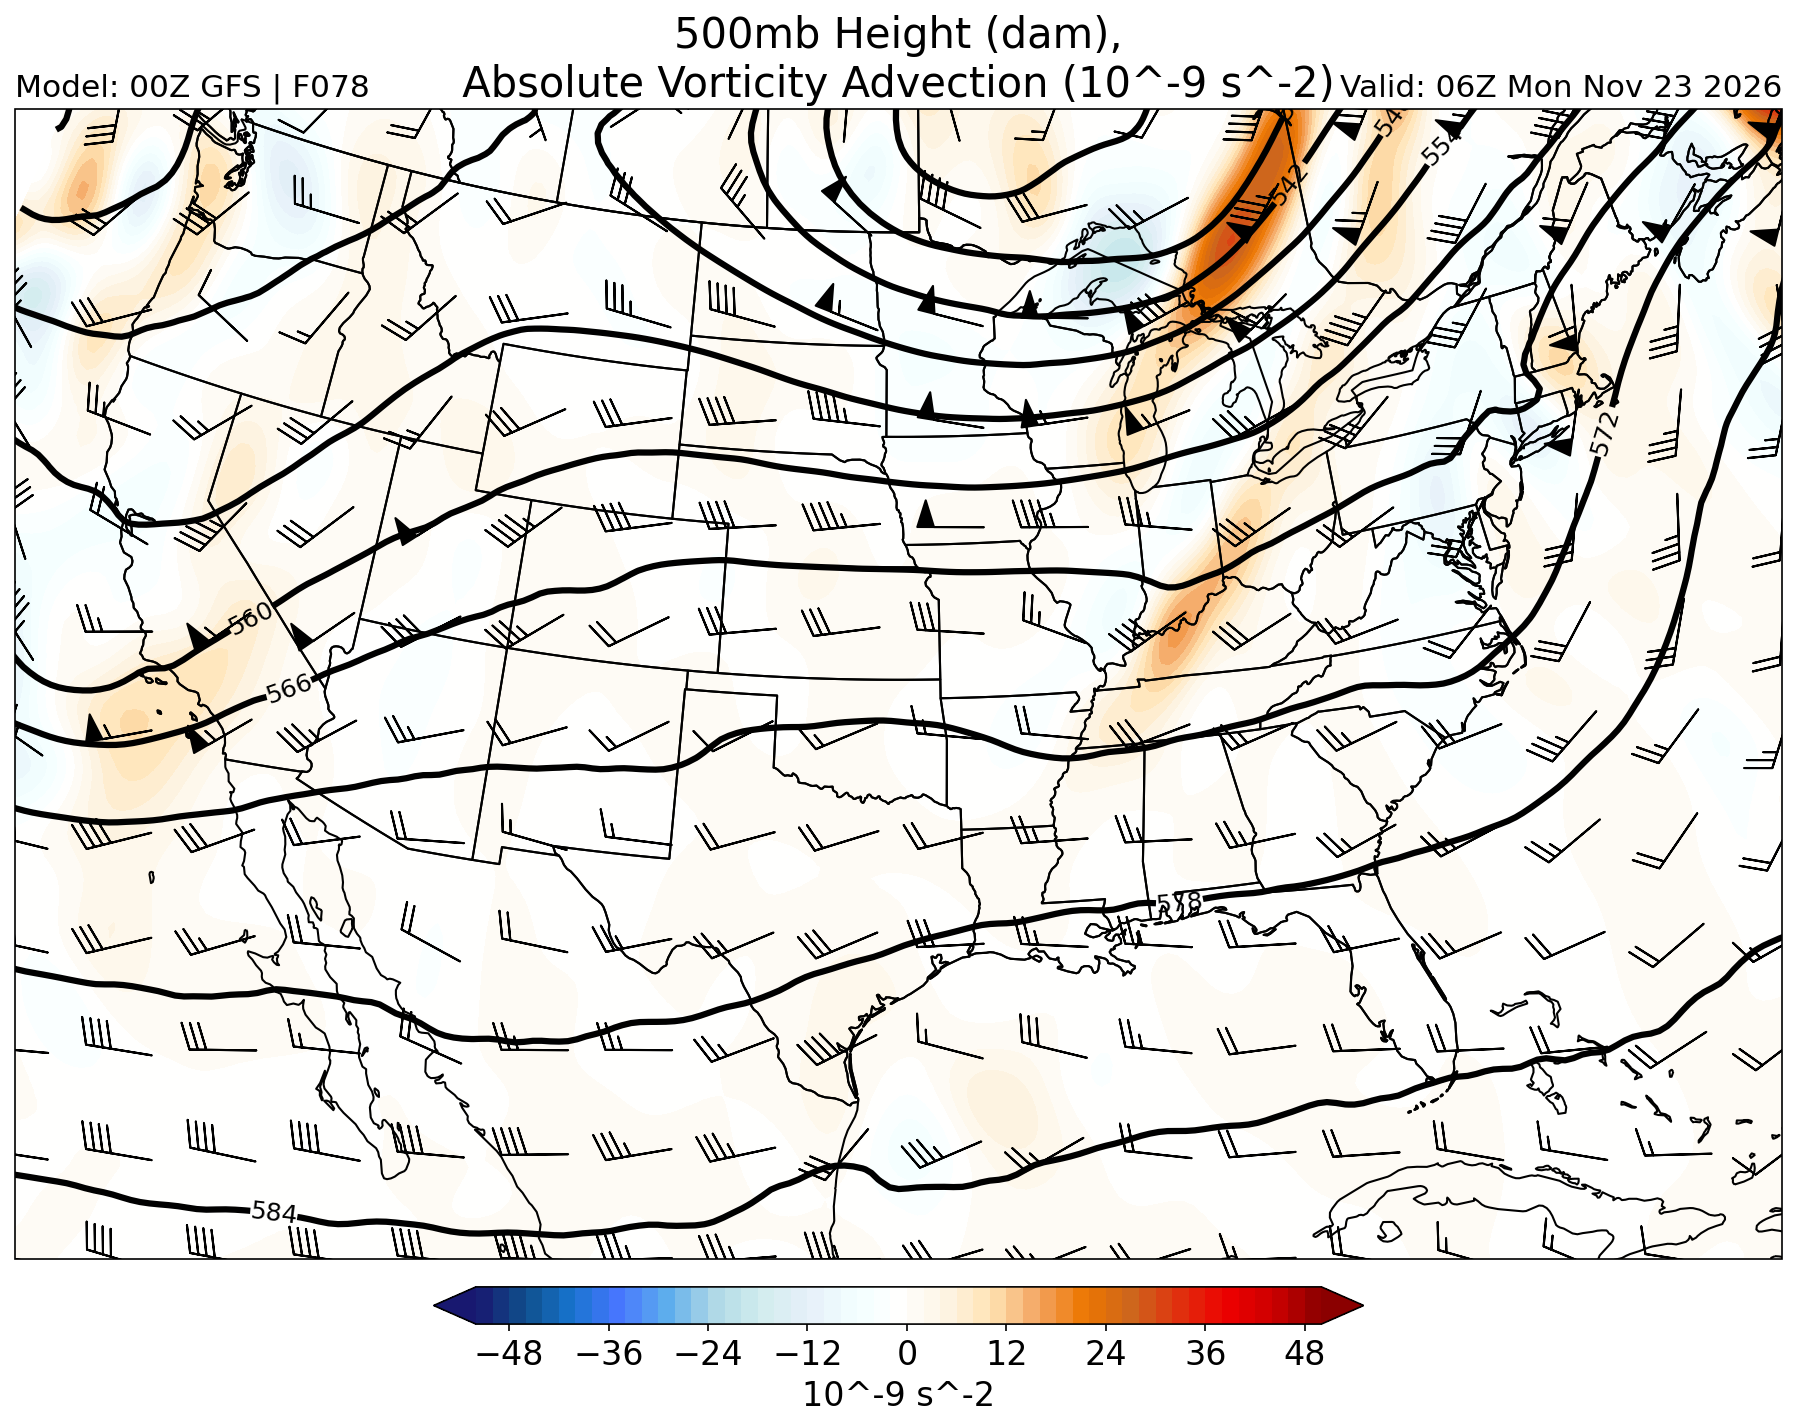 500mb Height (dam),
Model: 00Z GFS | F078
Absolute Vorticity Advection (10^-9 s^-2)
Valid: 06Z Mon Nov 23 2026
554
542
572
560
566
578
584
−48 −36 −24 −12 0 12 24 36 48
10^-9 s^-2